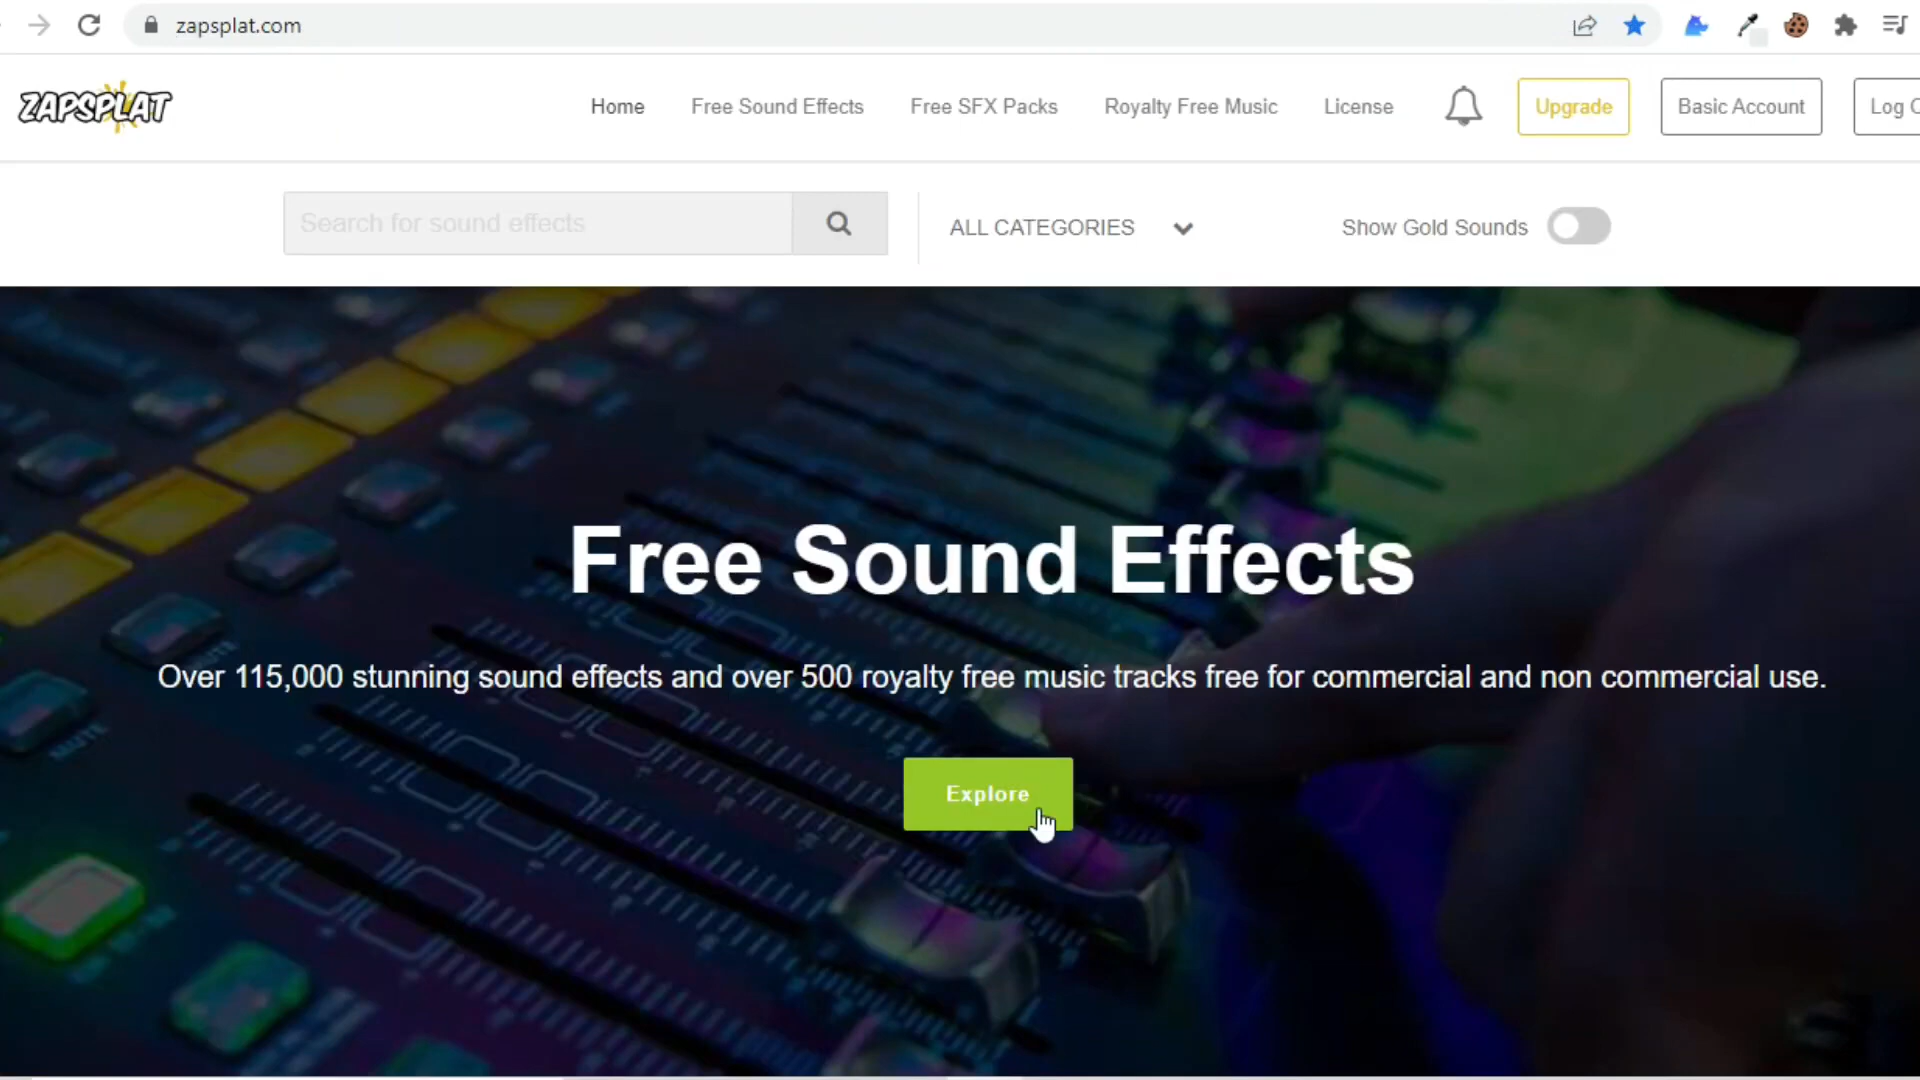 zapsplat.com
ZAPSPLAT
Home
Free Sound Effects
Free SFX Packs
Royalty Free Music
License
Upgrade
Basic Account
Log
Search for sound effects
ALL CATEGORIES
Show Gold Sounds
Free Sound Effects
Over 115,000 stunning sound effects and over 500 royalty free music tracks free for commercial and non commercial use.
Explore
MUTE